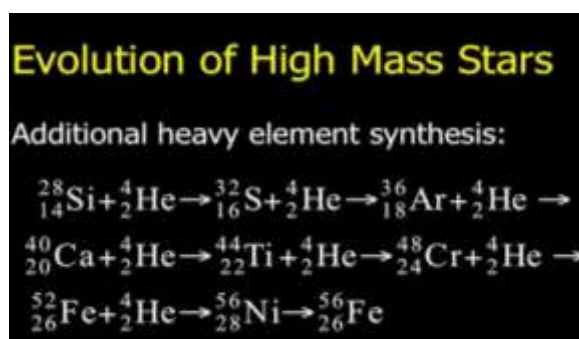 Evolution of High Mass Stars
Additional heavy element synthesis:
²⁸₁₄Si+⁴₂He→³²₁₆S+⁴₂He→³⁶₁₈Ar+⁴₂He →
⁴⁰₂₀Ca+⁴₂He→⁴⁴₂₂Ti+⁴₂He→⁴⁸₂₄Cr+⁴₂He →
⁵²₂₆Fe+⁴₂He→⁵⁶₂₈Ni→⁵⁶₂₆Fe